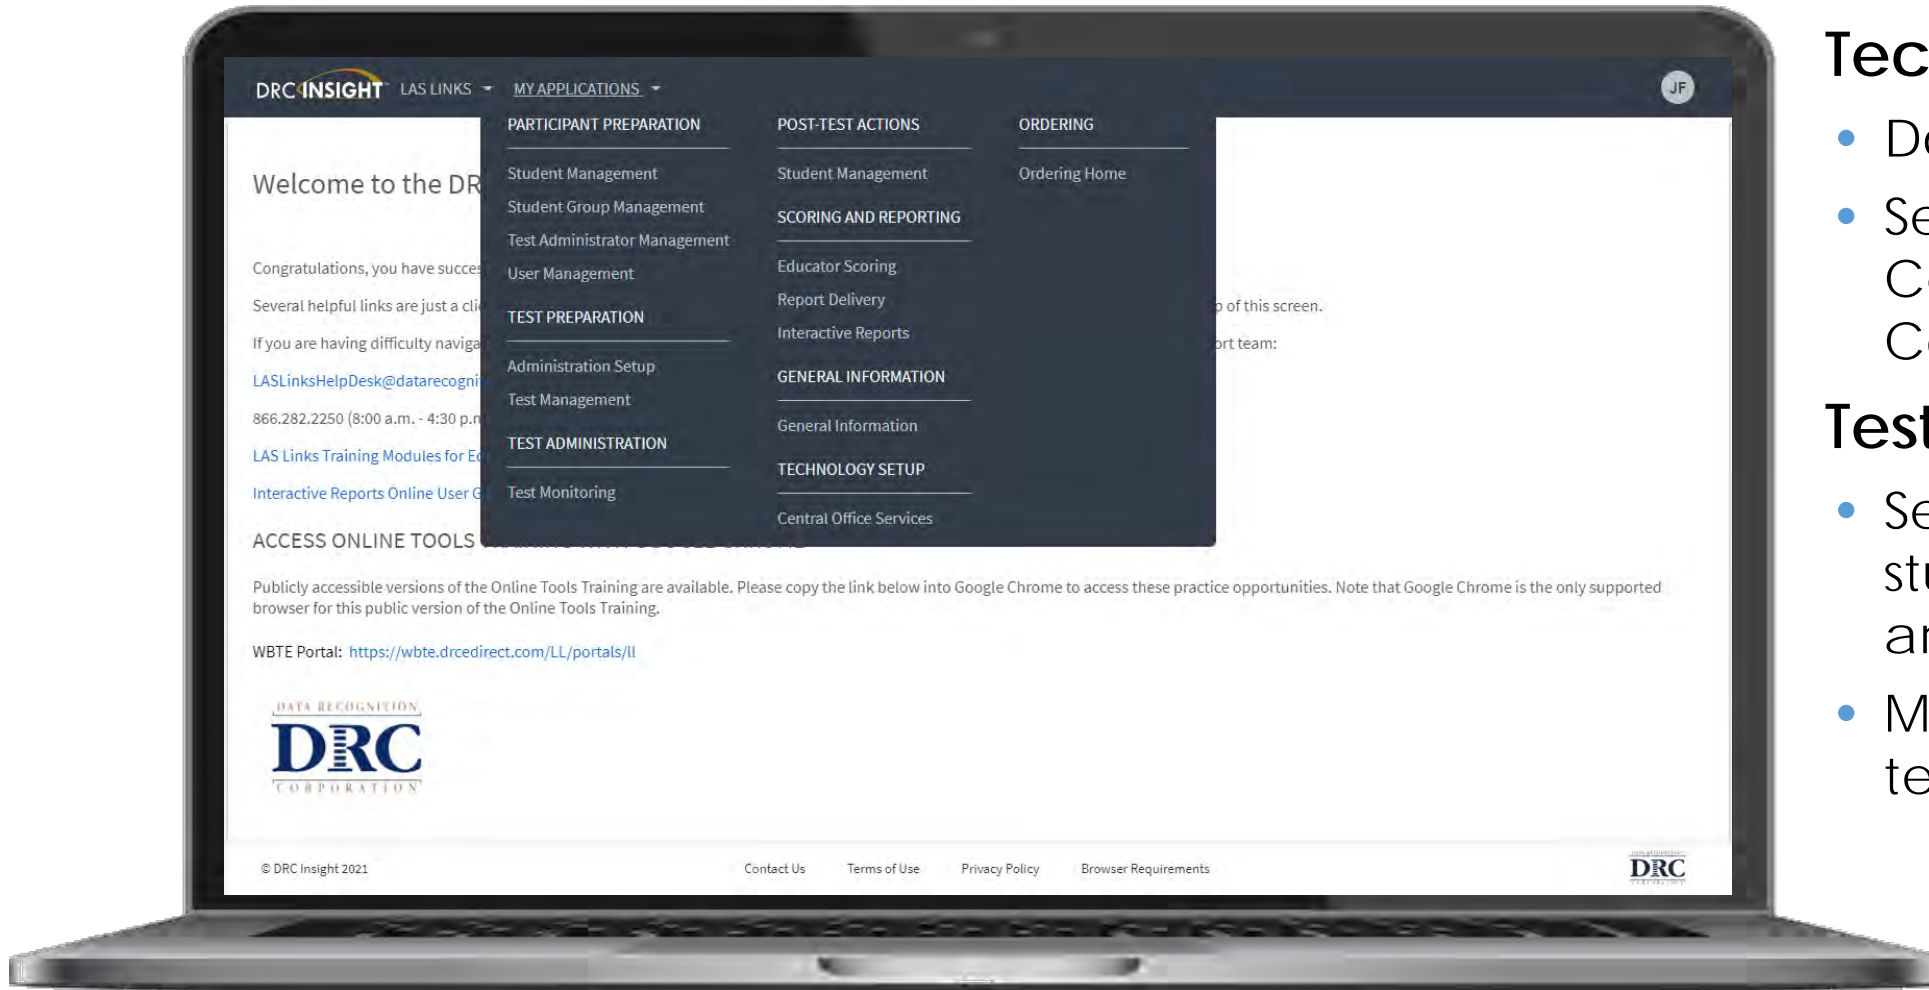 DRC INSIGHT LAS LINKS MY APPLICATIONS JF
PARTICIPANT PREPARATION
Student Management
Student Group Management
Test Administrator Management
User Management
TEST PREPARATION
Administration Setup
Test Management
TEST ADMINISTRATION
Test Monitoring
POST-TEST ACTIONS
Student Management
SCORING AND REPORTING
Educator Scoring
Report Delivery
Interactive Reports
GENERAL INFORMATION
General Information
TECHNOLOGY SETUP
Central Office Services
ORDERING
Ordering Home
Welcome to the DR
Congratulations, you have succes
Several helpful links are just a cli p of this screen.
If you are having difficulty naviga ort team:
LASLinksHelpDesk@datarecogni
866.282.2250 (8:00 a.m. - 4:30 p.m
LAS Links Training Modules for Ed
Interactive Reports Online User G
ACCESS ONLINE TOOLS
Publicly accessible versions of the Online Tools Training are available. Please copy the link below into Google Chrome to access these practice opportunities. Note that Google Chrome is the only supported
browser for this public version of the Online Tools Training.
WBTE Portal: https://wbte.drcedirect.com/LL/portals/ll
DATA RECOGNITION
DRC
CORPORATION
© DRC Insight 2021 Contact Us Terms of Use Privacy Policy Browser Requirements DRC
Tec
• Do
• Se
Co
Co
Test
• Se
stu
an
• M
te